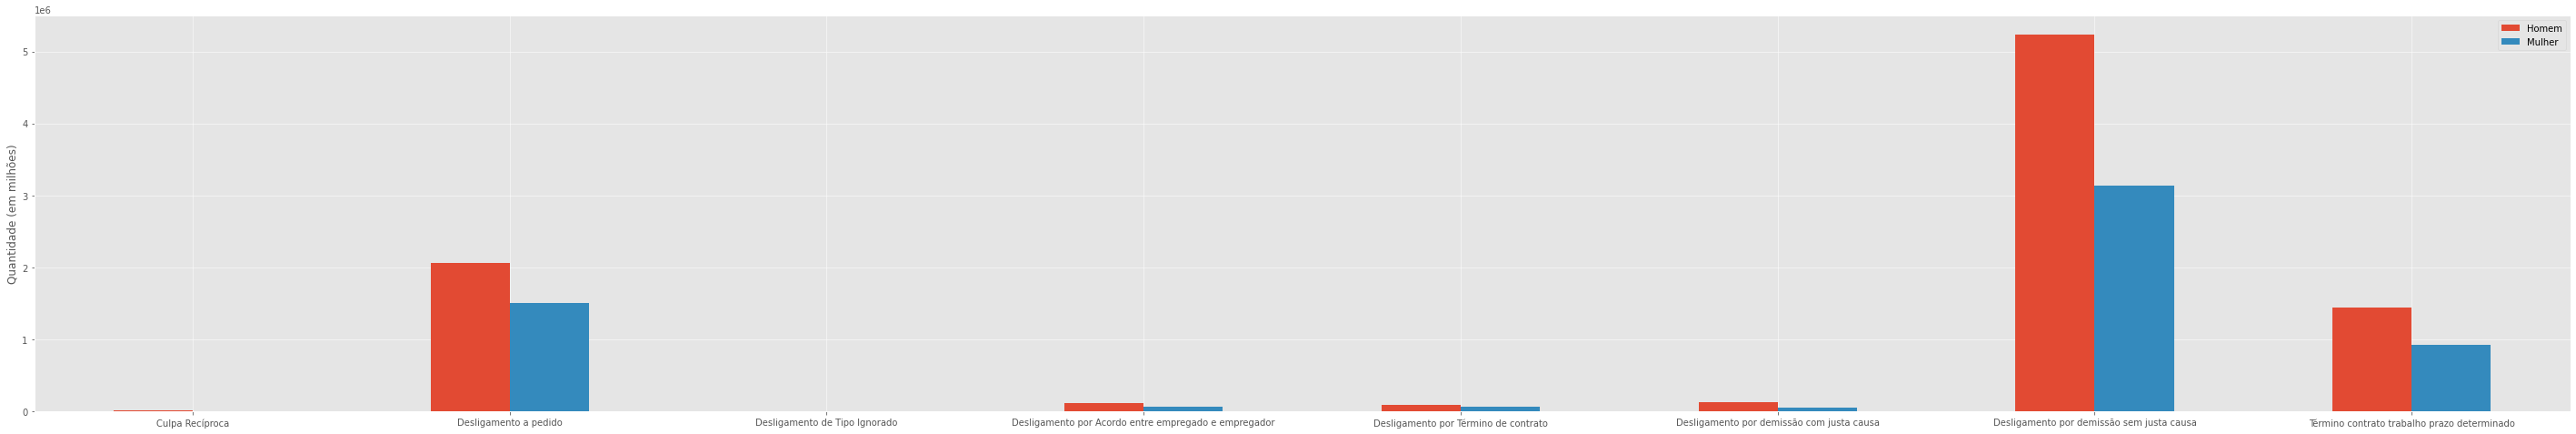 1e6
Quantidade (em milhões)
5
4
3
2
1
0
Homem
Mulher
Culpa Recíproca
Desligamento a pedido
Desligamento de Tipo Ignorado
Desligamento por Acordo entre empregado e empregador
Desligamento por Término de contrato
Desligamento por demissão com justa causa
Desligamento por demissão sem justa causa
Término contrato trabalho prazo determinado